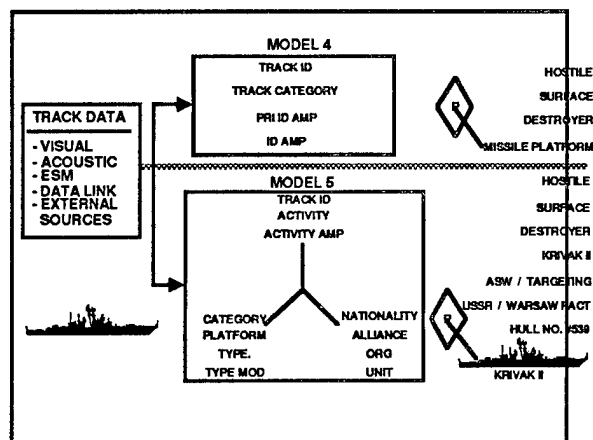 MODEL 4
TRACK ID
TRACK CATEGORY
PRI ID AMP
ID AMP
HOSTILE
SURFACE
DESTROYER
MISSILE PLATFORM
TRACK DATA
- VISUAL
- ACOUSTIC
- ESM
- DATA LINK
- EXTERNAL
SOURCES
MODEL 5
TRACK ID
ACTIVITY
ACTIVITY AMP
CATEGORY
PLATFORM
TYPE.
TYPE MOD
NATIONALITY
ALLIANCE
ORG
UNIT
HOSTILE
SURFACE
DESTROYER
KRIVAK II
ASW / TARGETING
USSR / WARSAW PACT
HULL NO. #539
KRIVAK II